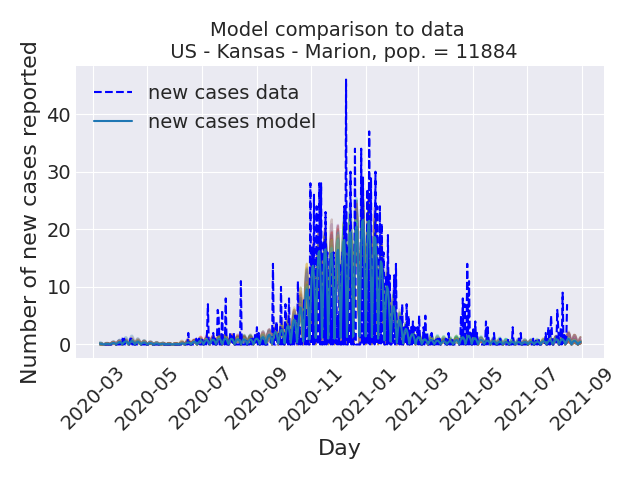 Model comparison to data
US - Kansas - Marion, pop. = 11884
Number of new cases reported
new cases data
new cases model
40
30
20
10
0
2020-03
2020-05
2020-07
2020-09
2020-11
2021-01
2021-03
2021-05
2021-07
2021-09
Day